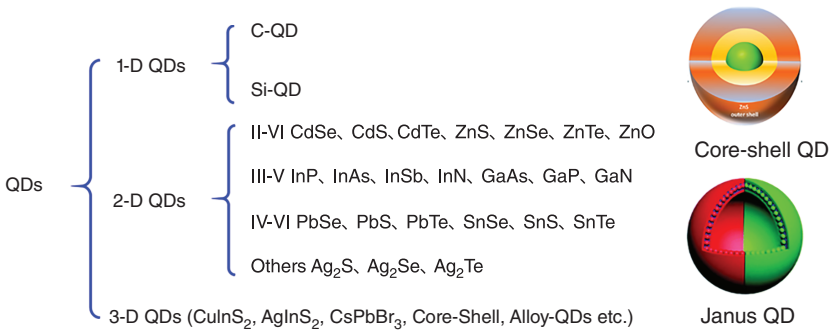 C-QD
1-D QDs
Si-QD
II-VI CdSe、CdS、CdTe、ZnS、ZnSe、ZnTe、ZnO
III-V InP、InAs、InSb、InN、GaAs、GaP、GaN
QDs
2-D QDs
IV-VI PbSe、PbS、PbTe、SnSe、SnS、SnTe
Others Ag₂S、Ag₂Se、Ag₂Te
3-D QDs (CuInS₂, AgInS₂, CsPbBr₃, Core-Shell, Alloy-QDs etc.)
ZnS
outer shell
Core-shell QD
Janus QD